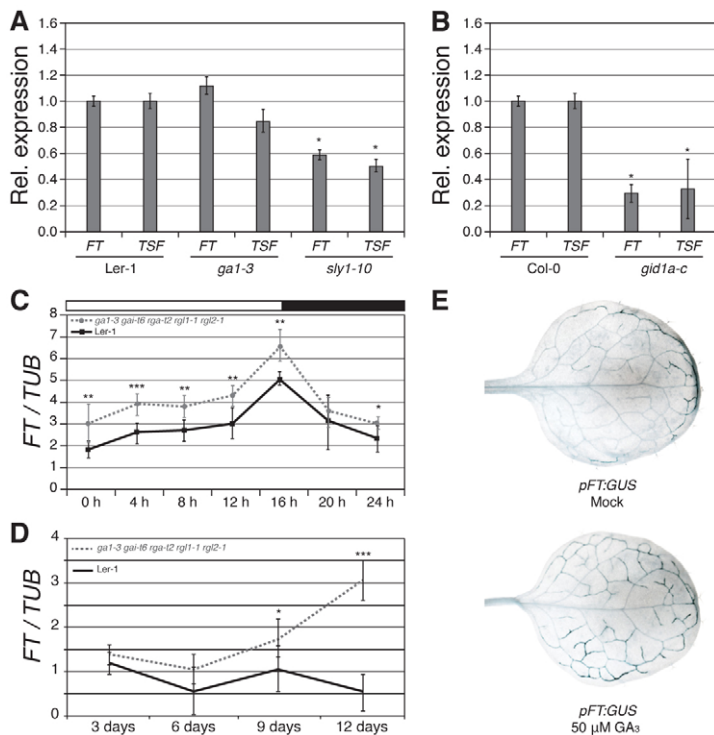 A
Rel. expression
1.6
1.4
1.2
1.0
0.8
0.6
0.4
0.2
0.0
* *
FT TSF FT TSF FT TSF
Ler-1 ga1-3 sly1-10
B
Rel. expression
1.6
1.4
1.2
1.0
0.8
0.6
0.4
0.2
0.0
* *
FT TSF FT TSF
Col-0 gid1a-c
C
FT / TUB
8
7
6
5
4
3
2
1
0
ga1-3 gai-t6 rga-t2 rgl1-1 rgl2-1
Ler-1
** *** ** ** ** *
0 h 4 h 8 h 12 h 16 h 20 h 24 h
D
FT / TUB
4
3
2
1
0
ga1-3 gai-t6 rga-t2 rgl1-1 rgl2-1
Ler-1
* ***
3 days 6 days 9 days 12 days
E
pFT:GUS
Mock
pFT:GUS
50 µM GA₃